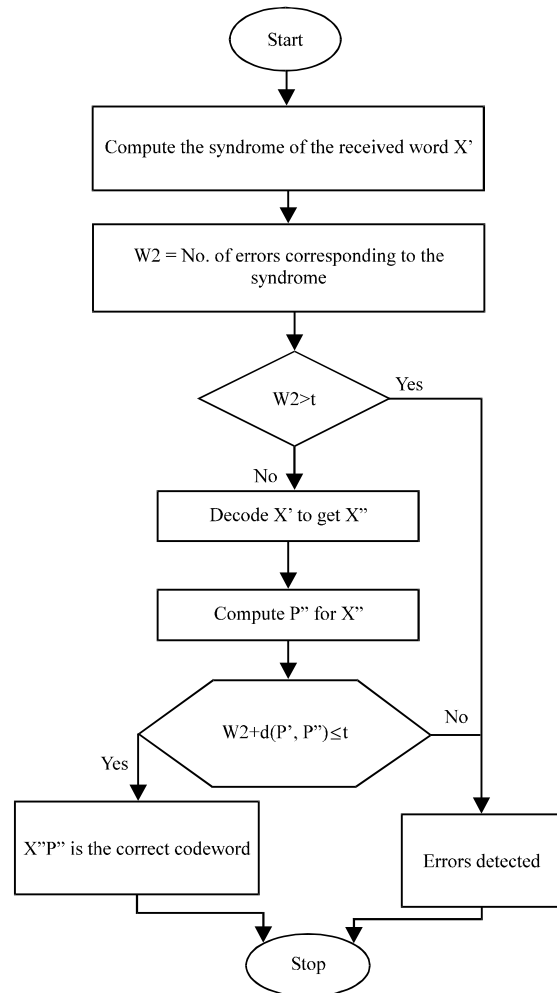 Start
Compute the syndrome of the received word X’
W2 = No. of errors corresponding to the
syndrome
W2>t
Yes
No
Decode X’ to get X”
Compute P” for X”
W2+d(P’, P”)≤t
No
Yes
X”P” is the correct codeword
Errors detected
Stop